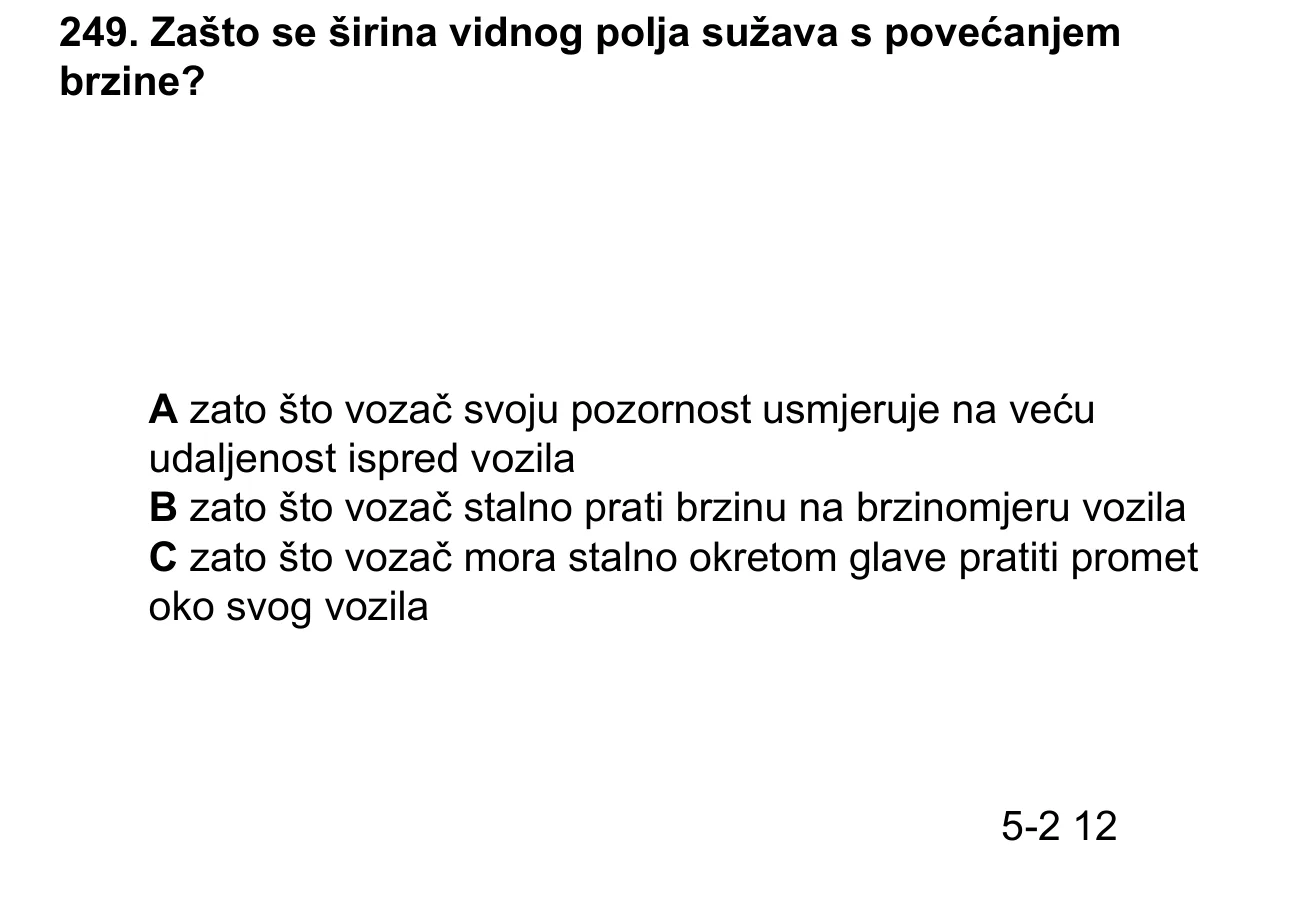 249. Zašto se širina vidnog polja sužava s povećanjem
brzine?
A zato što vozač svoju pozornost usmjeruje na veću
udaljenost ispred vozila
B zato što vozač stalno prati brzinu na brzinomjeru vozila
C zato što vozač mora stalno okretom glave pratiti promet
oko svog vozila
5-2 12